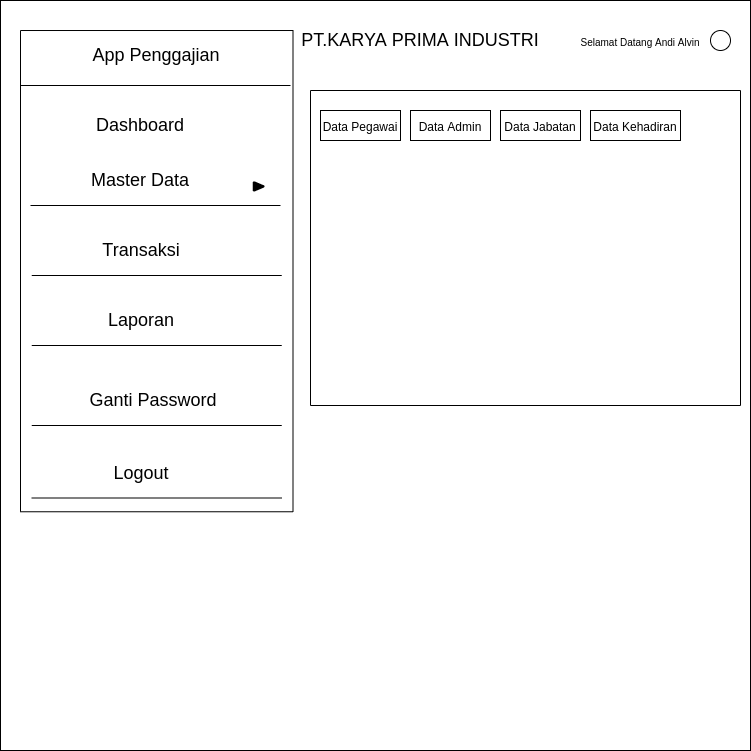 App Penggajian
PT.KARYA PRIMA INDUSTRI
Selamat Datang Andi Alvin
Dashboard
Master Data
Transaksi
Laporan
Ganti Password
Logout
Data Pegawai
Data Admin
Data Jabatan
Data Kehadiran